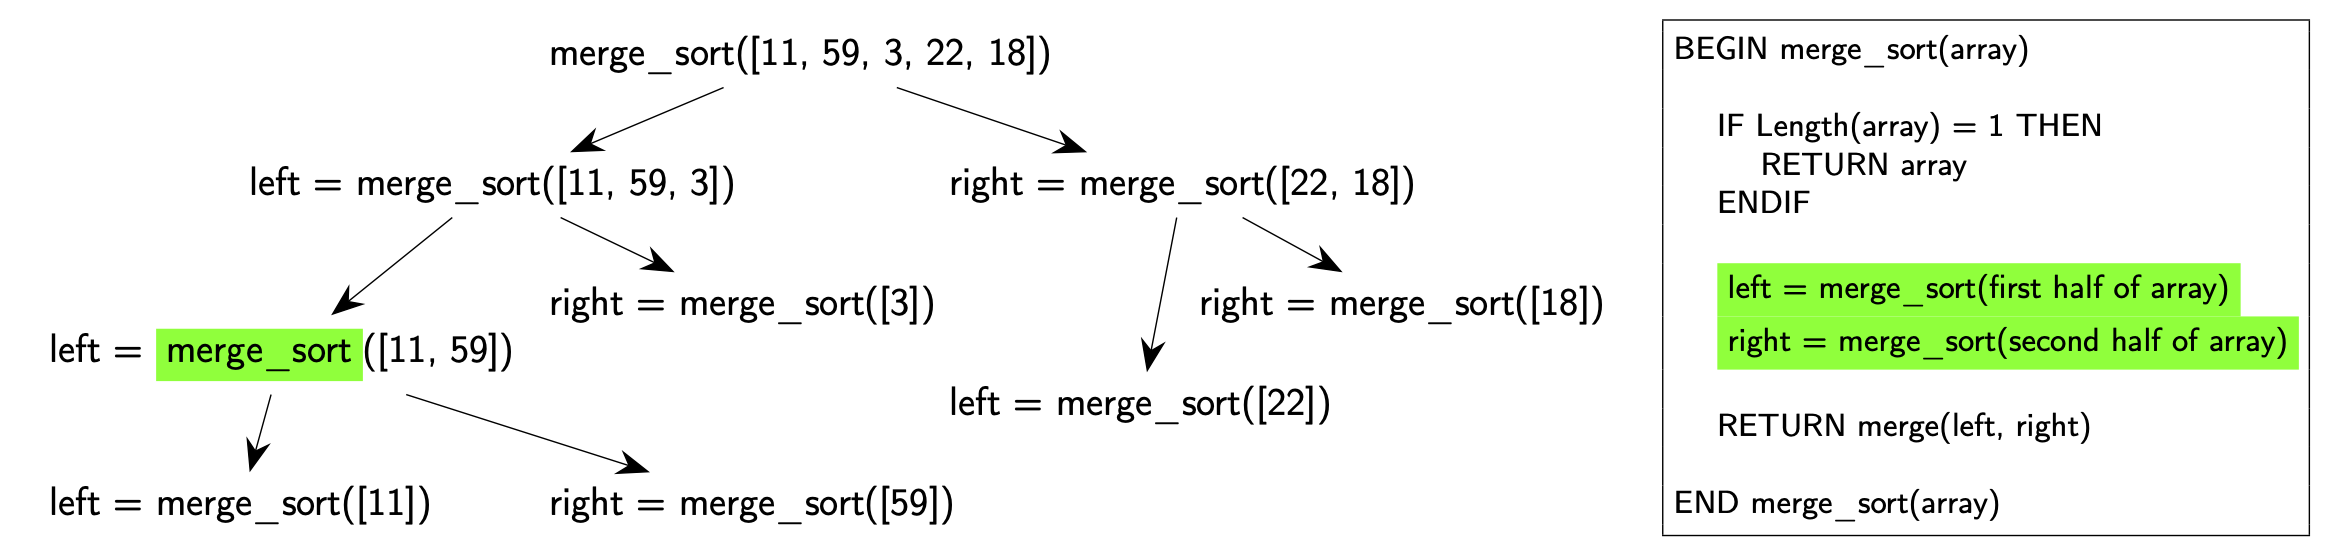 merge_sort([11, 59, 3, 22, 18])
left = merge_sort([11, 59, 3])
right = merge_sort([22, 18])
right = merge_sort([3])
right = merge_sort([18])
left = merge_sort([11, 59])
left = merge_sort([22])
left = merge_sort([11])
right = merge_sort([59])
BEGIN merge_sort(array)
IF Length(array) = 1 THEN
RETURN array
ENDIF
left = merge_sort(first half of array)
right = merge_sort(second half of array)
RETURN merge(left, right)
END merge_sort(array)